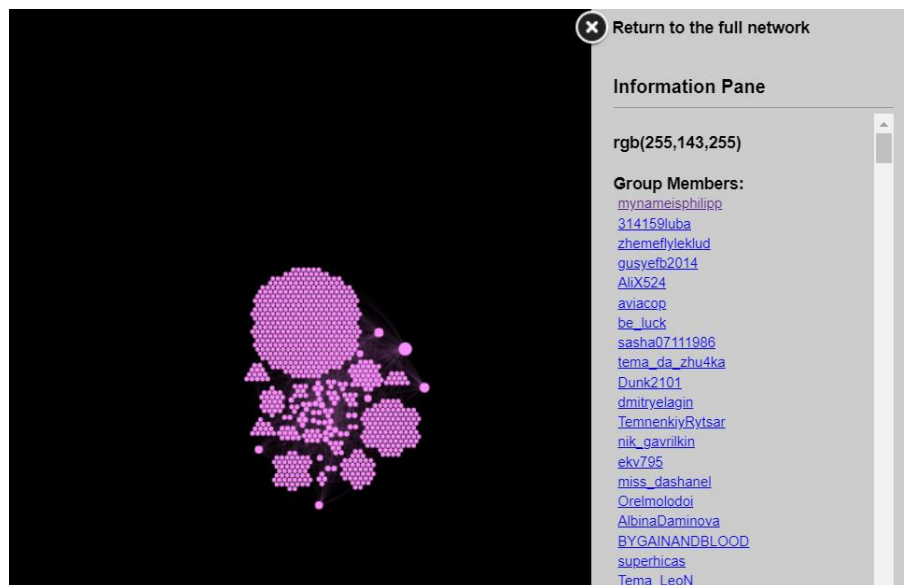 Return to the full network
Information Pane
rgb(255,143,255)
Group Members:
mynameisphilipp
314159luba
zhemeflyleklud
gusyefb2014
AliX524
aviacop
be_luck
sasha07111986
tema_da_zhu4ka
Dunk2101
dmitryelagin
TemnenkiyRytsar
nik_gavrilkin
ekv795
miss_dashanel
Orelmolodoi
AlbinaDaminova
BYGAINANDBLOOD
superhicas
Tema_LeoN